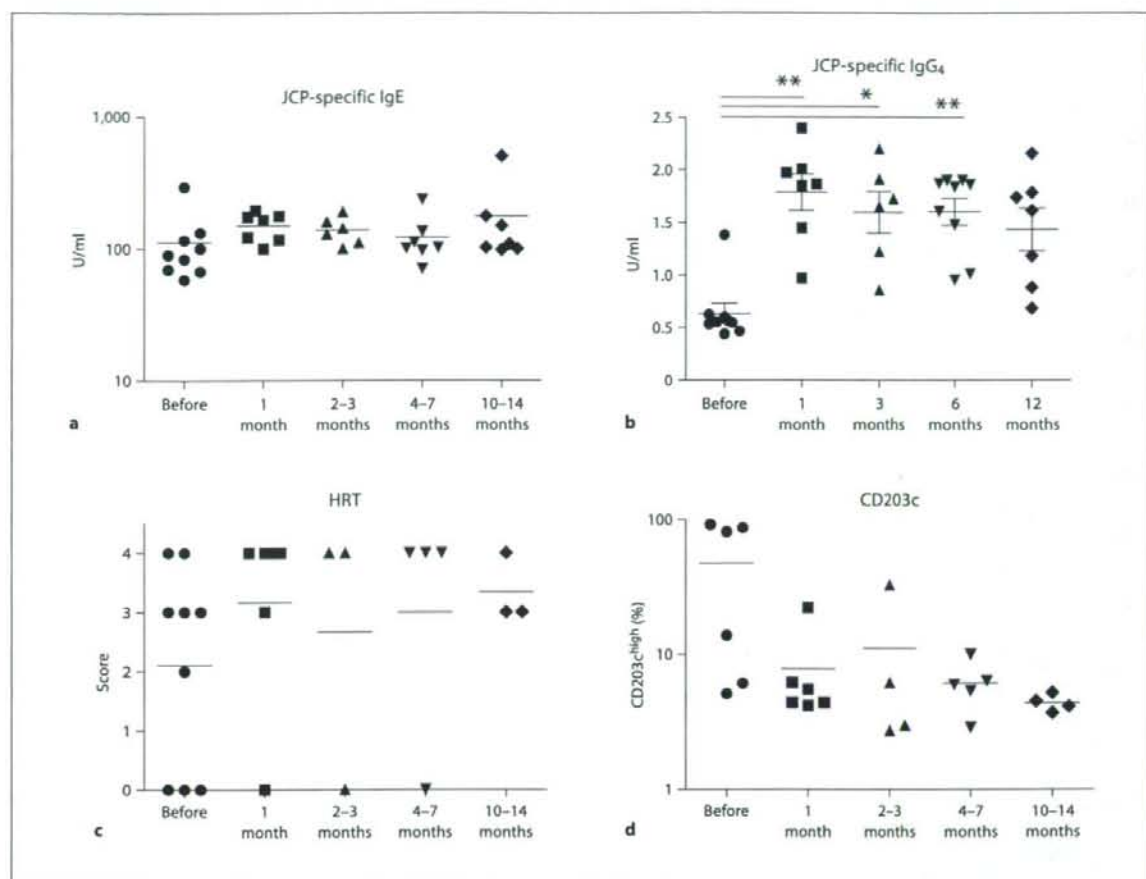 JCP-specific IgE
1,000
100
10
U/ml
Before
1
month
2–3
months
4–7
months
10–14
months
a
JCP-specific IgG₄
**
*
**
2.5
2.0
1.5
1.0
0.5
0
U/ml
Before
1
month
3
months
6
months
12
months
b
HRT
4
3
2
1
0
Score
Before
1
month
2–3
months
4–7
months
10–14
months
c
CD203c
100
10
1
CD203c^high (%)
Before
1
month
2–3
months
4–7
months
10–14
months
d